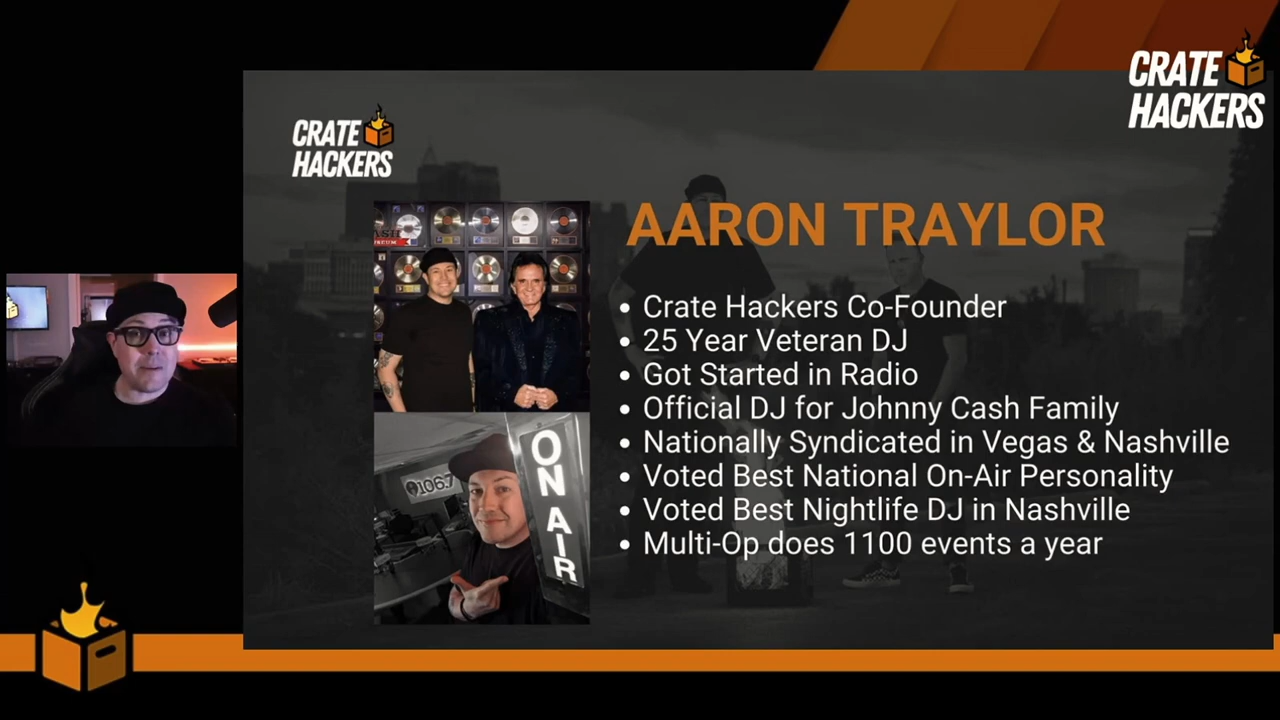 CRATE
HACKERS
CRATE
HACKERS
AARON TRAYLOR
• Crate Hackers Co-Founder
• 25 Year Veteran DJ
• Got Started in Radio
• Official DJ for Johnny Cash Family
• Nationally Syndicated in Vegas & Nashville
• Voted Best National On-Air Personality
• Voted Best Nightlife DJ in Nashville
• Multi-Op does 1100 events a year
106.7
ON AIR